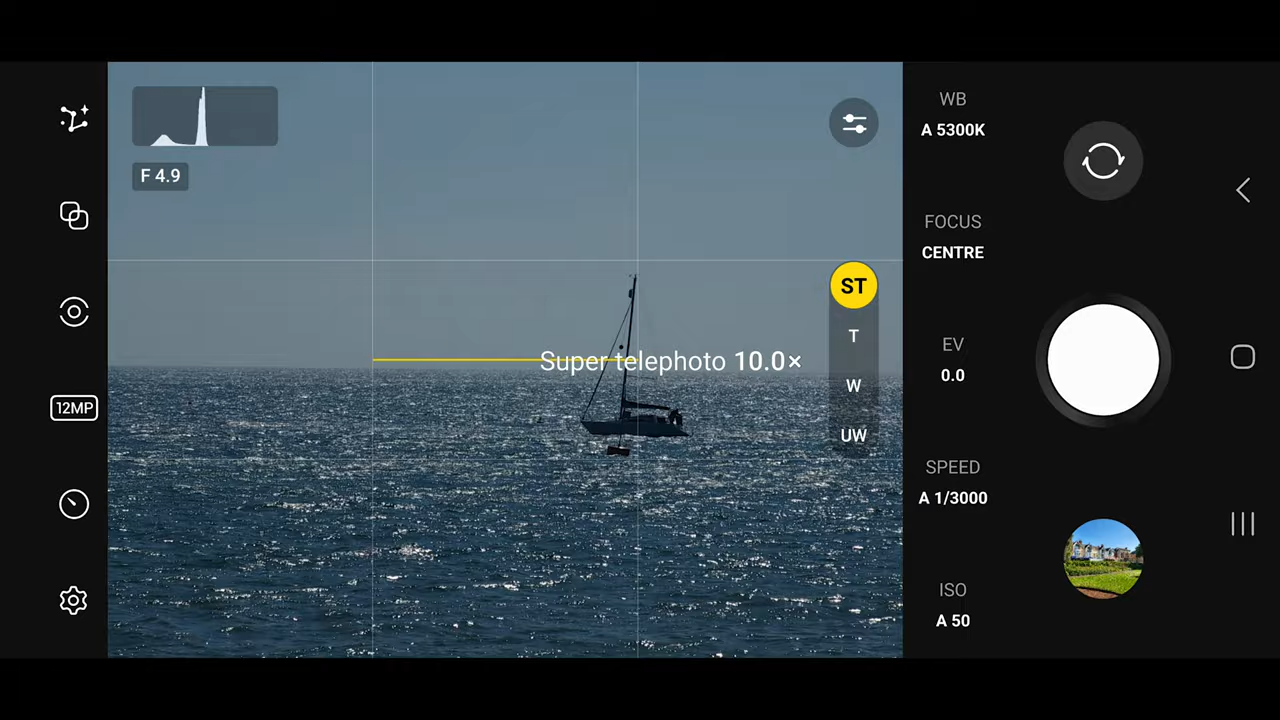 F 4.9
12MP
Super telephoto 10.0×
ST
T
W
UW
WB
A 5300K
FOCUS
CENTRE
EV
0.0
SPEED
A 1/3000
ISO
A 50